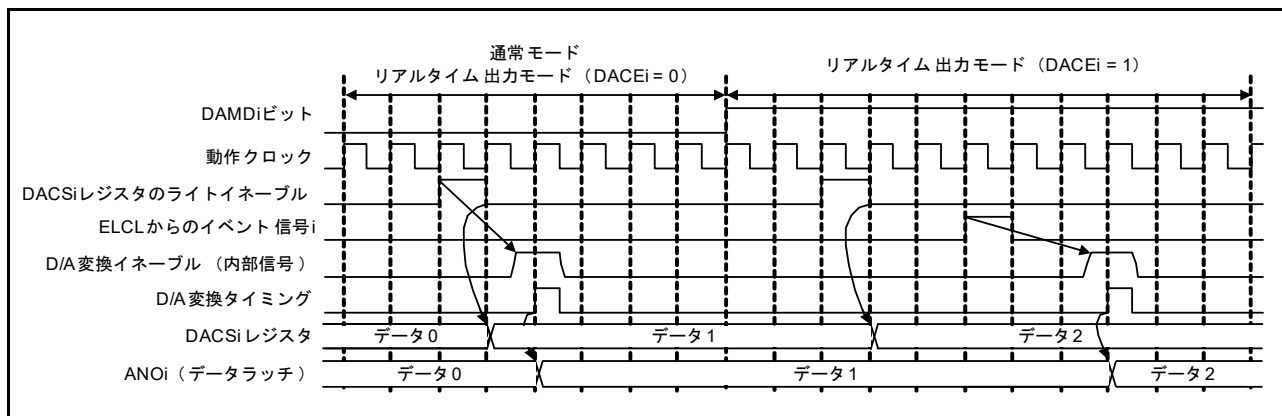 通常モード
リアルタイム出力モード（DACEi = 0）
リアルタイム出力モード（DACEi = 1）
DAMDiビット
動作クロック
DACSiレジスタのライトイネーブル
ELCLからのイベント信号i
D/A変換イネーブル（内部信号）
D/A変換タイミング
DACSiレジスタ
データ0
データ1
データ2
ANOi（データラッチ）
データ0
データ1
データ2